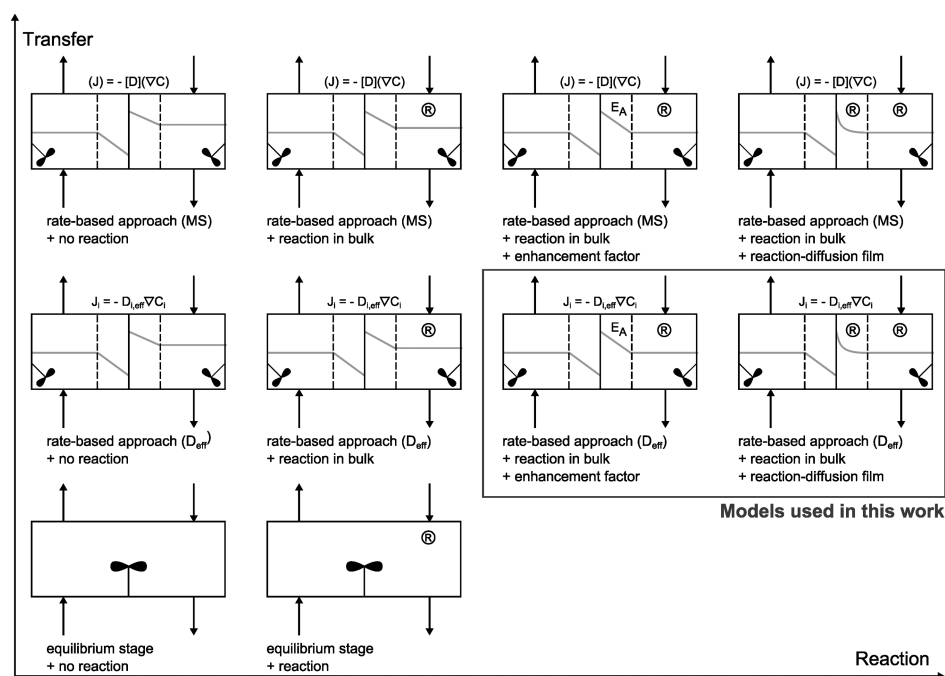 Transfer
(J) = - [D](∇C)
(J) = - [D](∇C)
(J) = - [D](∇C)
(J) = - [D](∇C)
R
E_A
R
R
R
rate-based approach (MS)
+ no reaction
rate-based approach (MS)
+ reaction in bulk
rate-based approach (MS)
+ reaction in bulk
+ enhancement factor
rate-based approach (MS)
+ reaction in bulk
+ reaction-diffusion film
J_i = - D_i,eff∇C_i
J_i = - D_i,eff∇C_i
J_i = - D_i,eff∇C_i
J_i = - D_i,eff∇C_i
R
E_A
R
R
R
rate-based approach (D_eff)
+ no reaction
rate-based approach (D_eff)
+ reaction in bulk
rate-based approach (D_eff)
+ reaction in bulk
+ enhancement factor
rate-based approach (D_eff)
+ reaction in bulk
+ reaction-diffusion film
Models used in this work
R
equilibrium stage
+ no reaction
equilibrium stage
+ reaction
Reaction